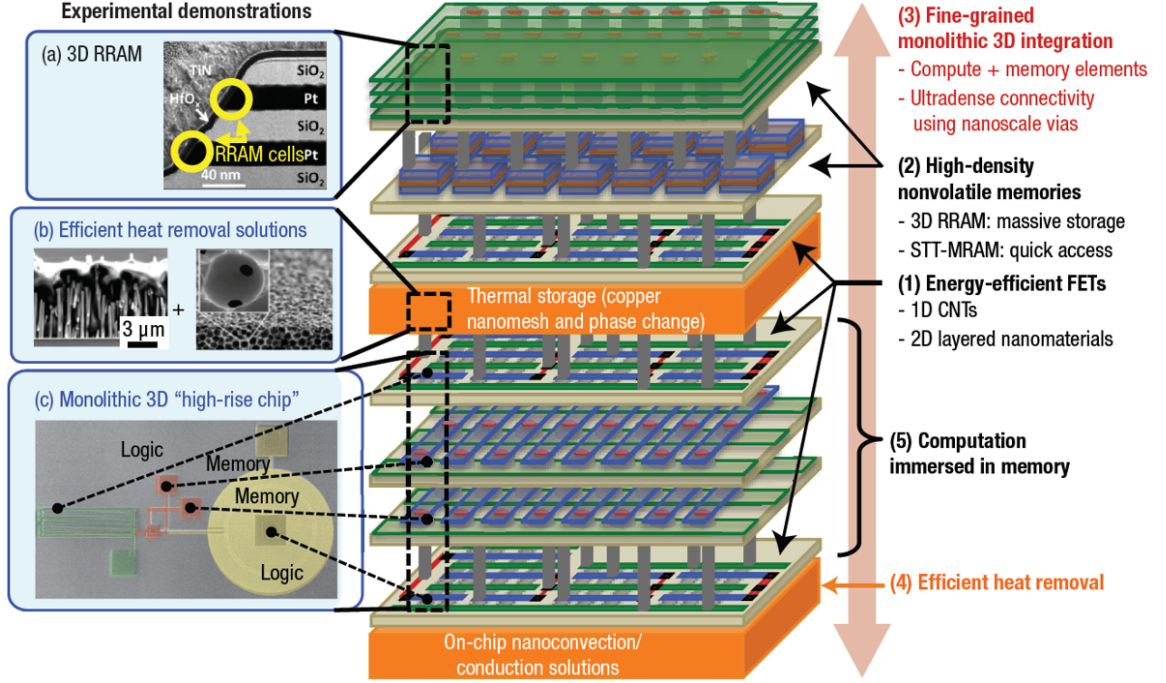 Experimental demonstrations
(a) 3D RRAM
TiN
HfOₓ
SiO₂
Pt
SiO₂
RRAM cells
Pt
40 nm
SiO₂
(b) Efficient heat removal solutions
3 µm
+
(c) Monolithic 3D “high-rise chip”
Logic
Memory
Memory
Logic
Thermal storage (copper
nanomesh and phase change)
On-chip nanoconvection/
conduction solutions
(3) Fine-grained
monolithic 3D integration
- Compute + memory elements
- Ultradense connectivity
using nanoscale vias
(2) High-density
nonvolatile memories
- 3D RRAM: massive storage
- STT-MRAM: quick access
(1) Energy-efficient FETs
- 1D CNTs
- 2D layered nanomaterials
(5) Computation
immersed in memory
(4) Efficient heat removal